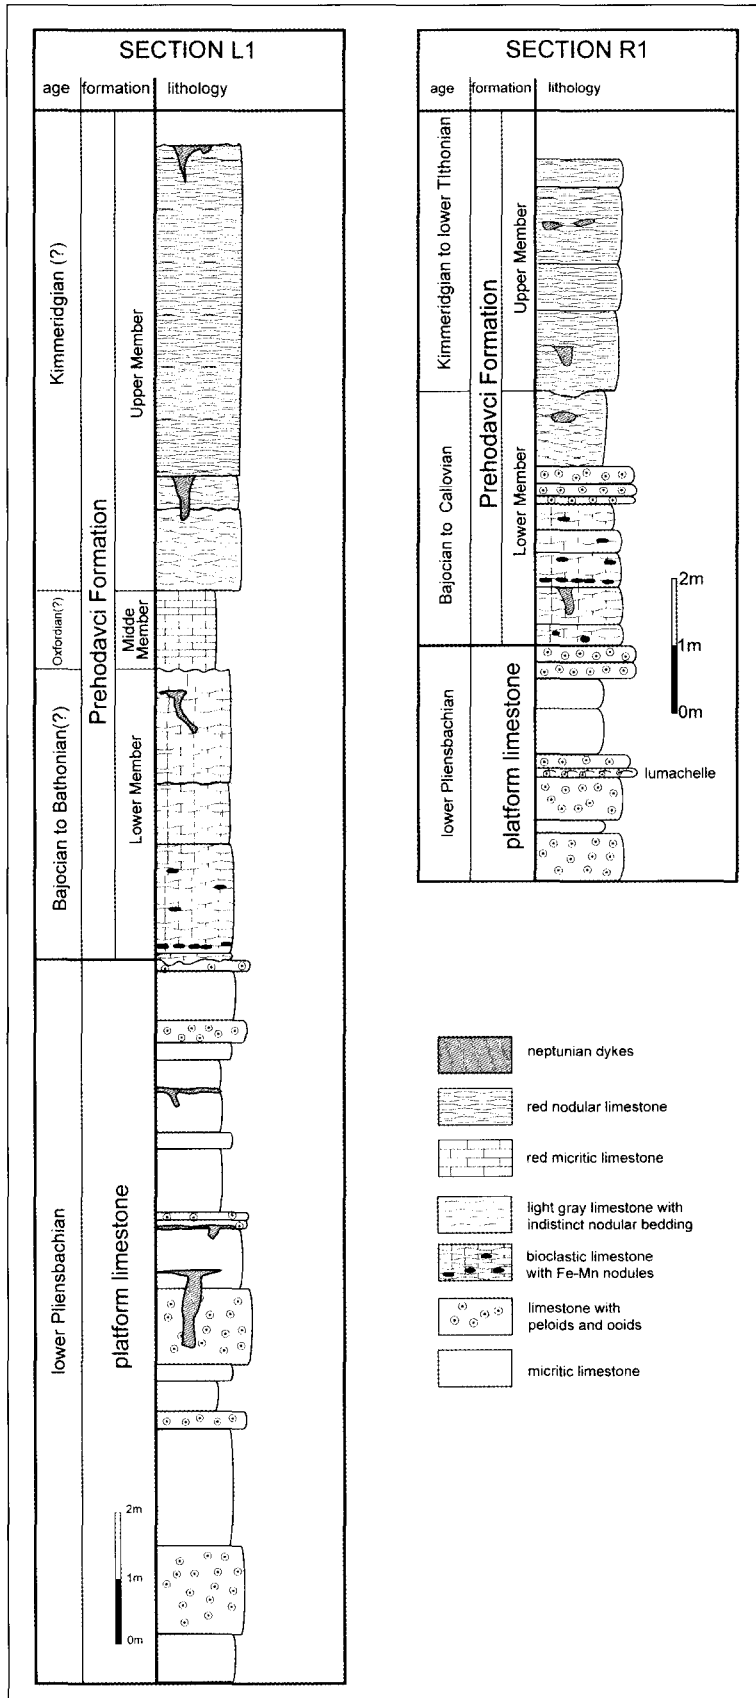 SECTION L1
age
formation
lithology
Kimmeridgian (?)
Oxfordian(?)
Bajocian to Bathonian(?)
lower Pliensbachian
Prehodavci Formation
platform limestone
Upper Member
Midde
Member
Lower Member
2m
1m
0m
SECTION R1
age
formation
lithology
Kimmeridgian to lower Tithonian
Bajocian to Callovian
lower Pliensbachian
Prehodavci Formation
platform limestone
Upper Member
Lower Member
2m
1m
0m
lumachelle
neptunian dykes
red nodular limestone
red micritic limestone
light gray limestone with
indistinct nodular bedding
bioclastic limestone
with Fe-Mn nodules
limestone with
peloids and ooids
micritic limestone